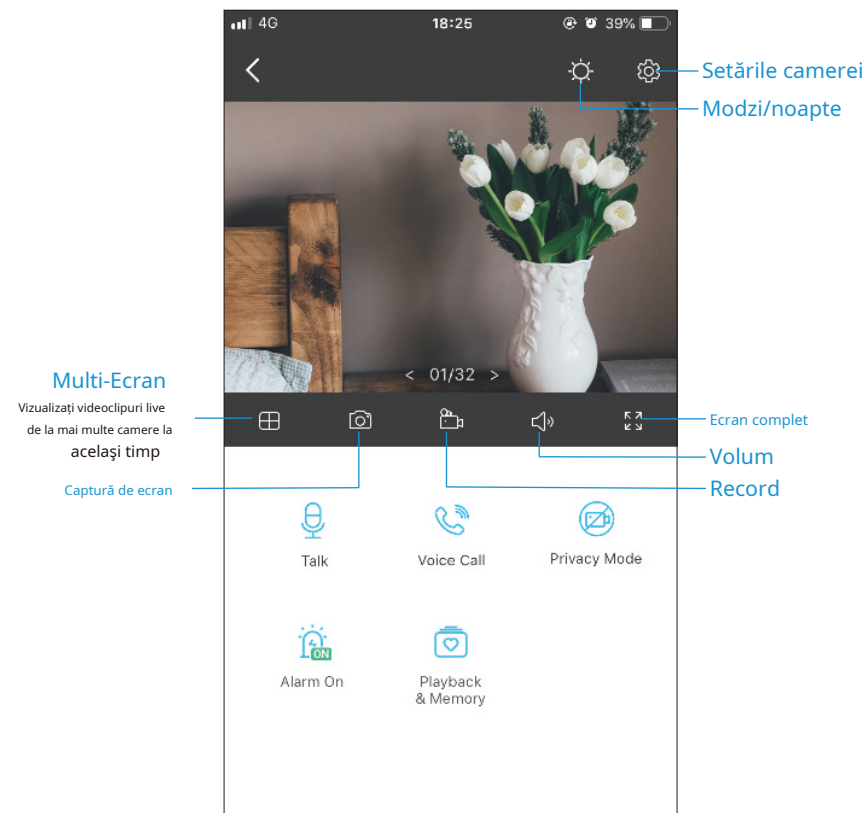 4G 18:25 39%
Setările camerei
Modzi/noapte
< 01/32 >
Multi-Ecran
Vizualizați videoclipuri live
de la mai multe camere la
același timp
Ecran complet
Volum
Captură de ecran
Record
Talk Voice Call Privacy Mode
ON
Alarm On Playback
& Memory